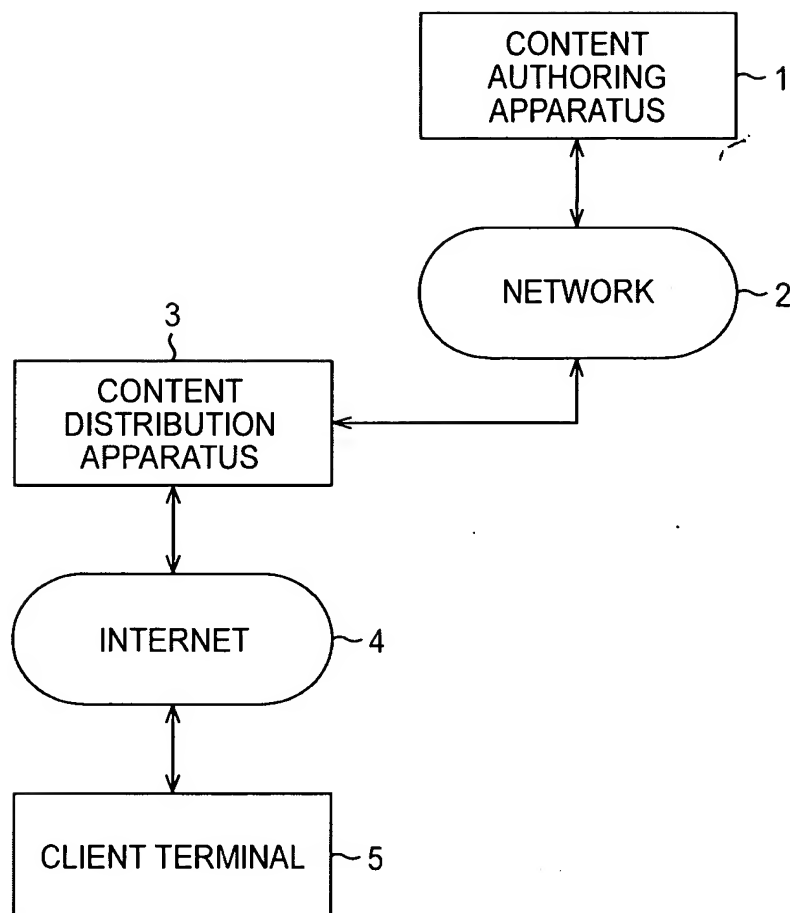 CONTENT
AUTHORING
APPARATUS
1
NETWORK
2
3
CONTENT
DISTRIBUTION
APPARATUS
INTERNET
4
CLIENT TERMINAL
5